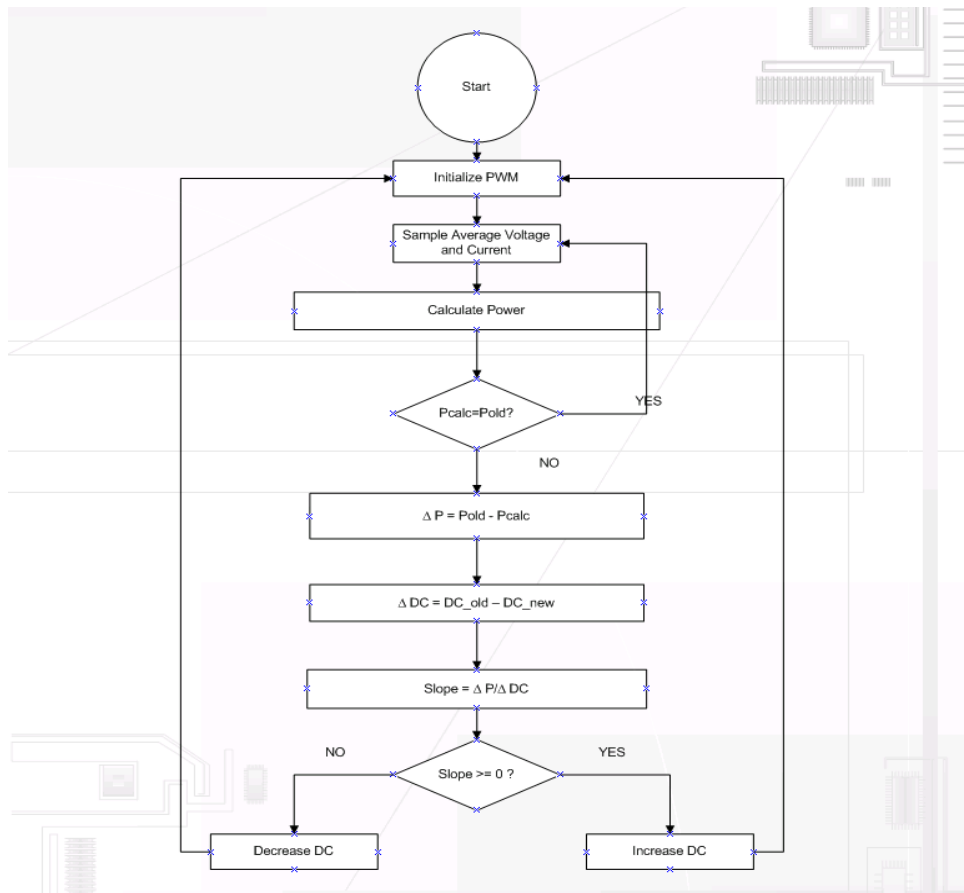 Start
Initialize PWM
Sample Average Voltage
and Current
Calculate Power
Pcalc=Pold?
YES
NO
Δ P = Pold - Pcalc
Δ DC = DC_old – DC_new
Slope = Δ P/Δ DC
NO
YES
Slope >= 0 ?
Decrease DC
Increase DC